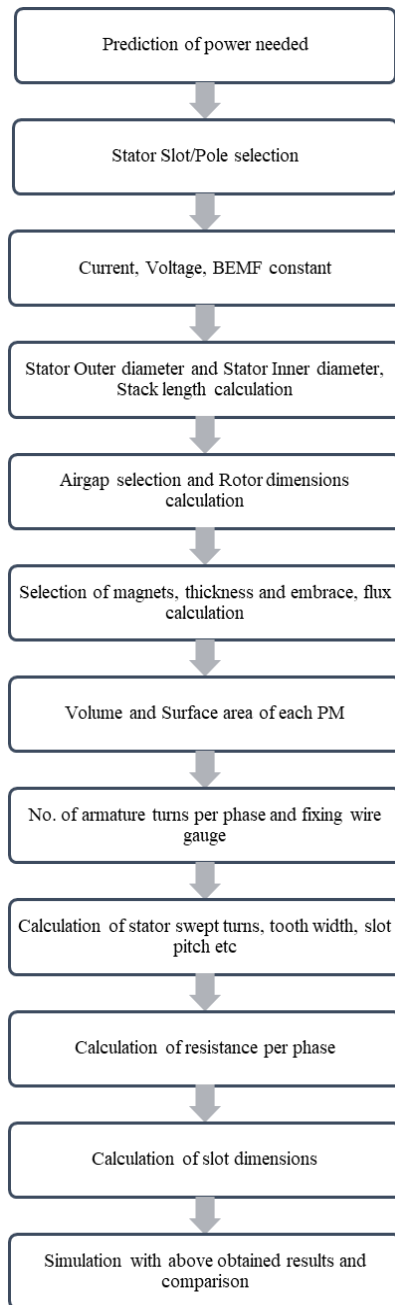 Prediction of power needed
Stator Slot/Pole selection
Current, Voltage, BEMF constant
Stator Outer diameter and Stator Inner diameter,
Stack length calculation
Airgap selection and Rotor dimensions
calculation
Selection of magnets, thickness and embrace, flux
calculation
Volume and Surface area of each PM
No. of armature turns per phase and fixing wire
gauge
Calculation of stator swept turns, tooth width, slot
pitch etc
Calculation of resistance per phase
Calculation of slot dimensions
Simulation with above obtained results and
comparison